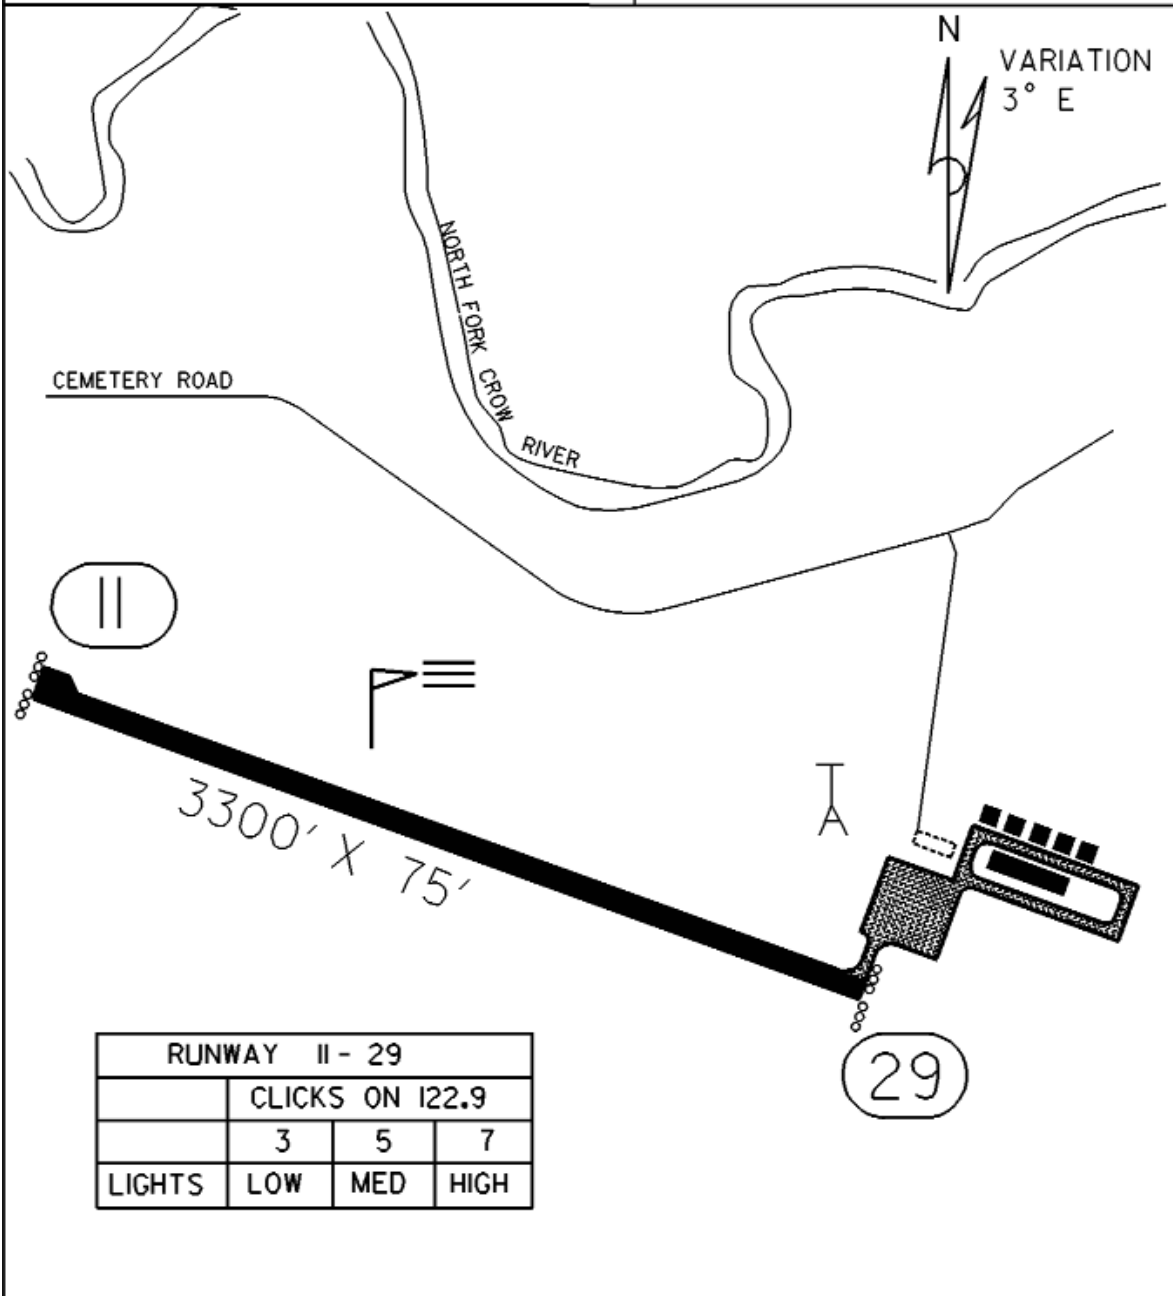 N
VARIATION
3° E
NORTH FORK CROW RIVER
CEMETERY ROAD
11
3300' X 75'
T
A
29
RUNWAY 11 - 29
CLICKS ON 122.9
3 5 7
LIGHTS LOW MED HIGH